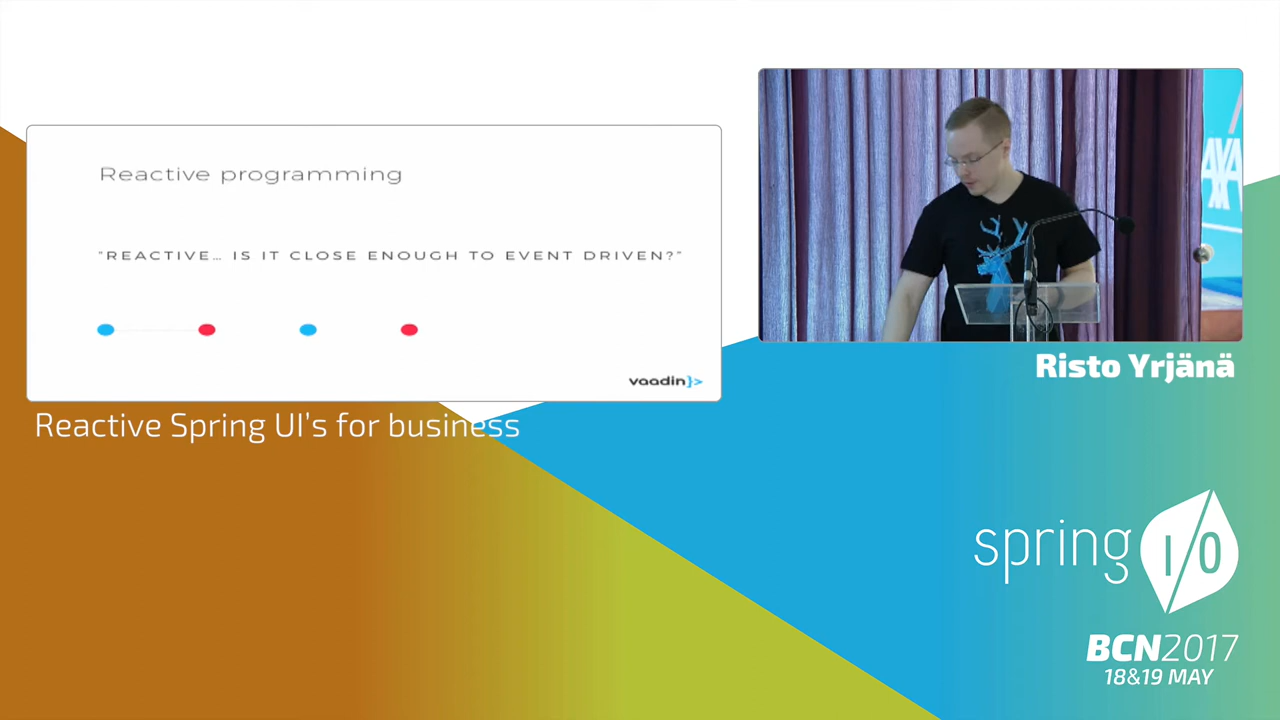 Reactive programming
"REACTIVE... IS IT CLOSE ENOUGH TO EVENT DRIVEN?"
vaadin}>
Reactive Spring UI's for business
AXA
Risto Yrjänä
spring I/O
BCN2017
18&19 MAY